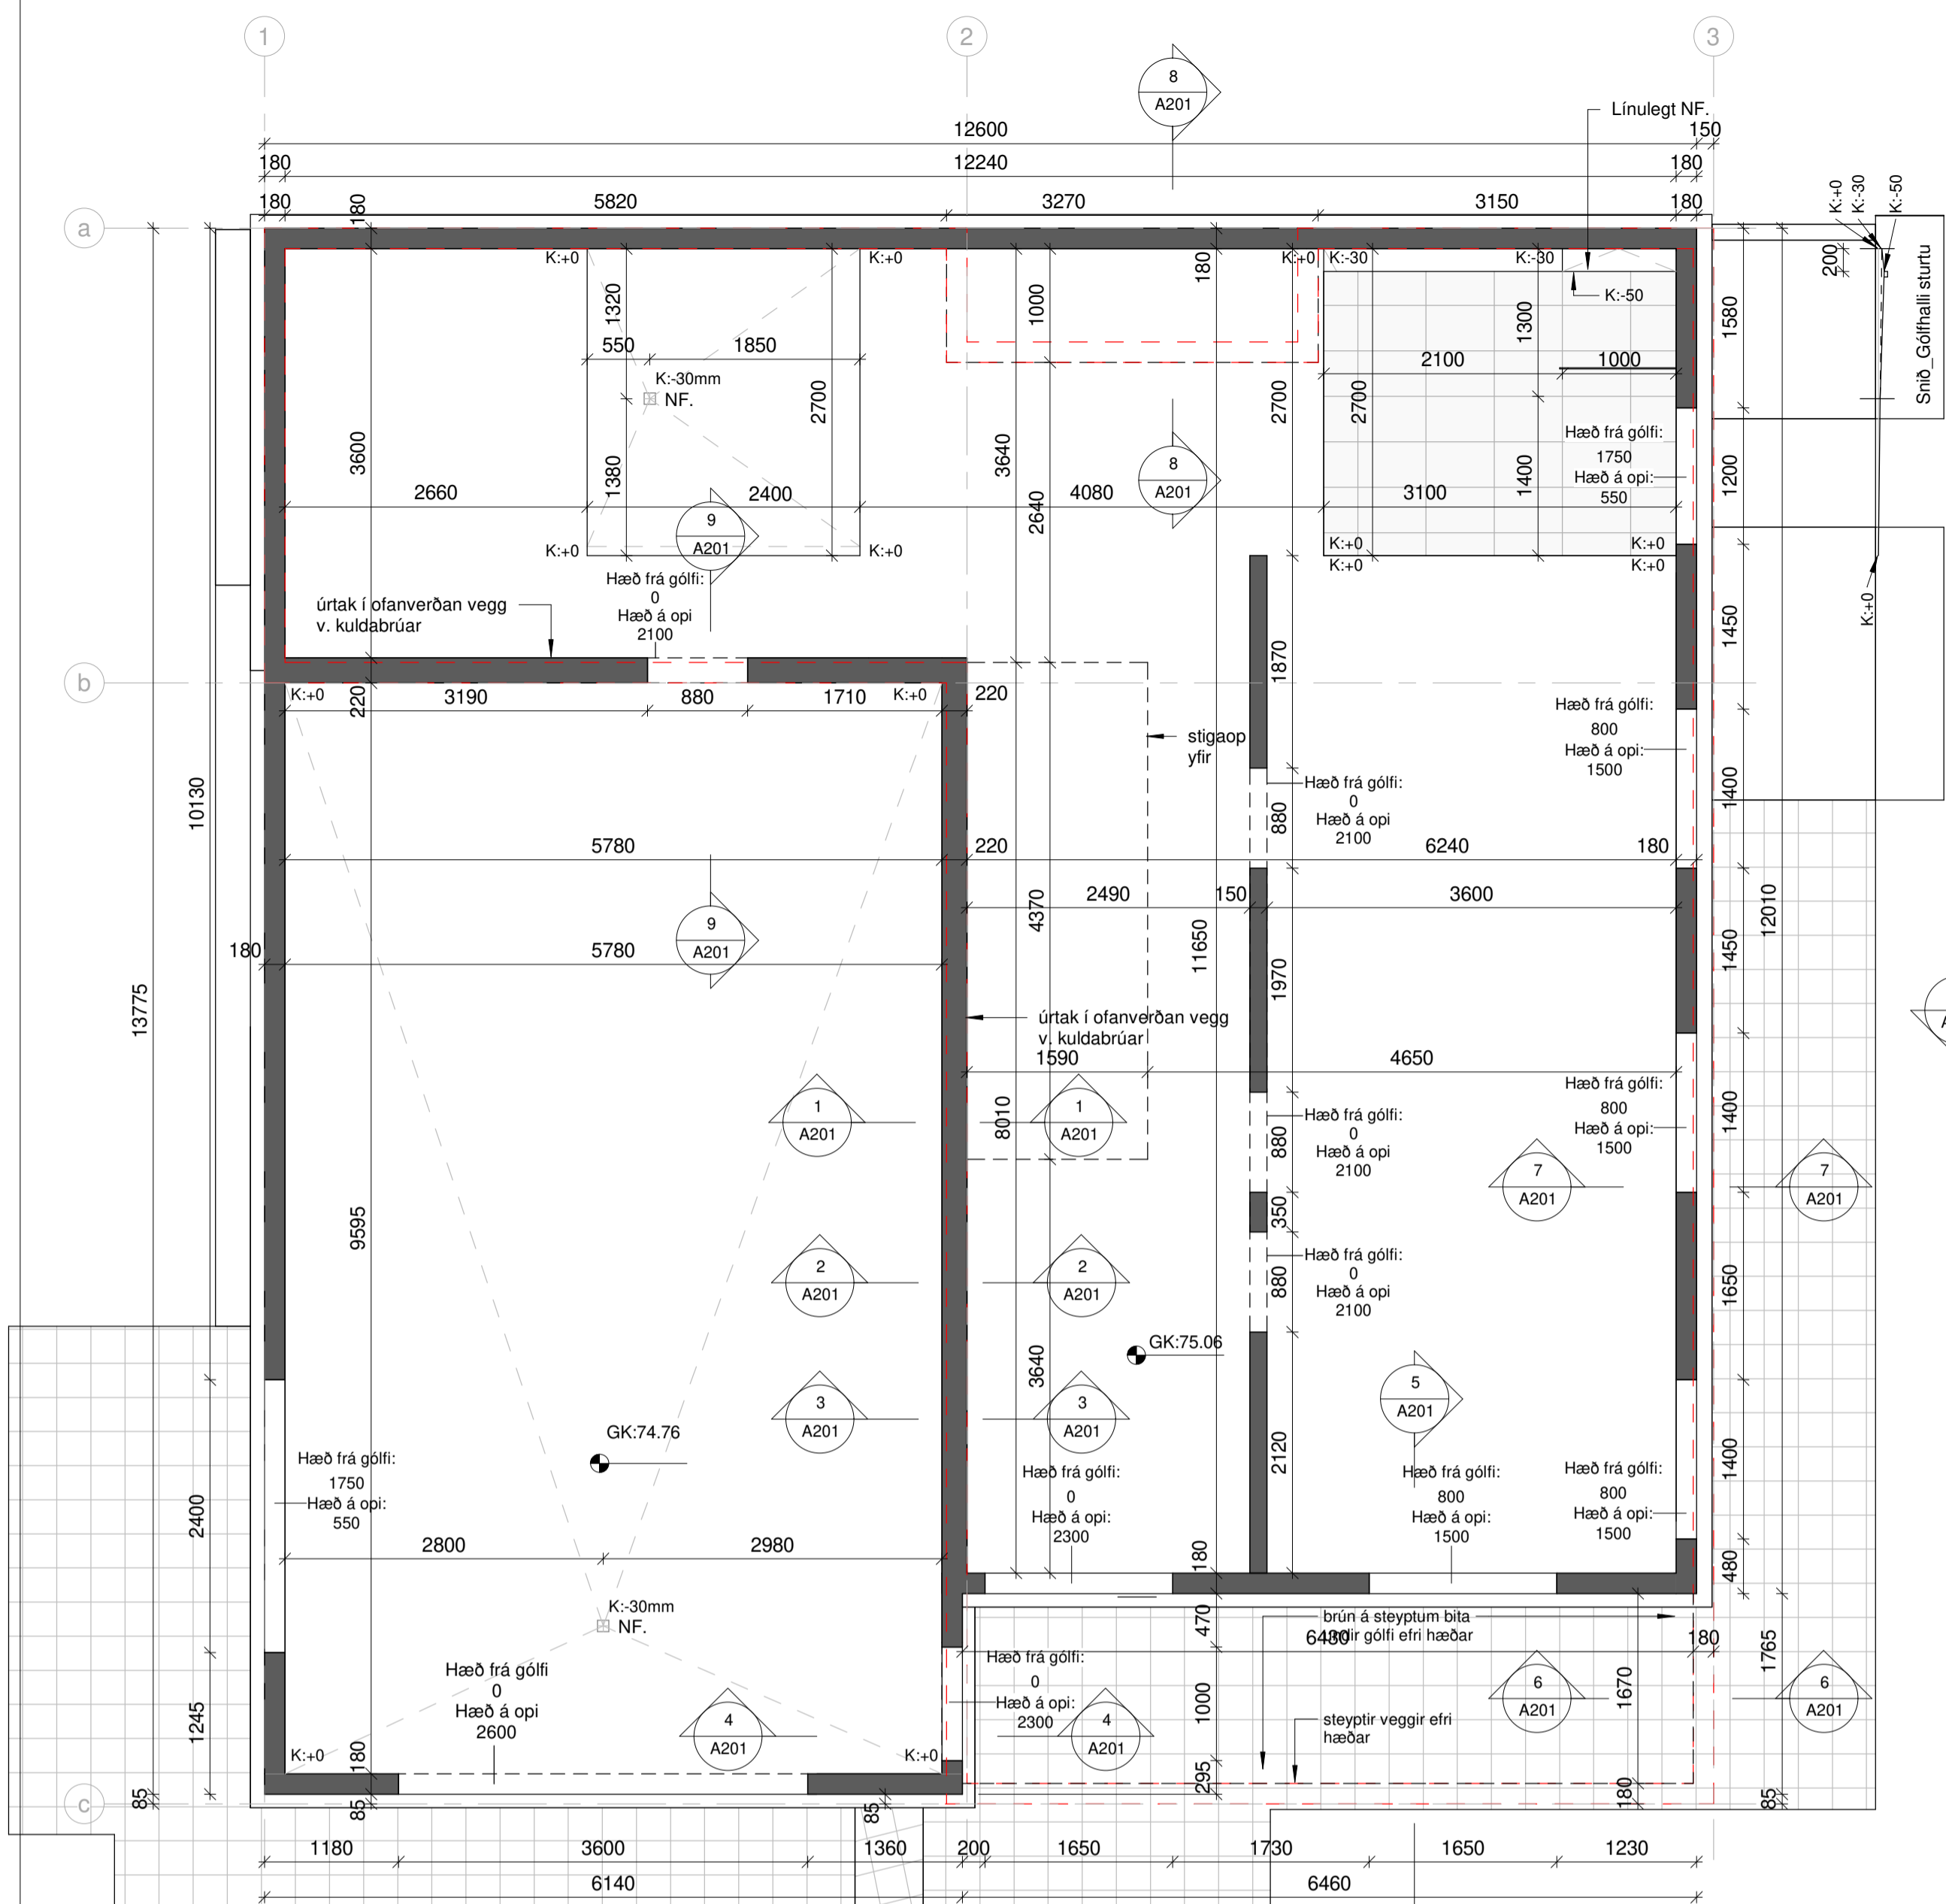 1
2
3
8
A201
Línulegt NF.
12600
150
180
12240
180
180
5820
3270
3150
180
a
180
K:+0
K:+0
180
K:+0
K:-30
K:-30
K:-50
K:+0
K:-30
K:-50
200
Snið_Gólfhalli sturtu
K:+0
1320
1000
1300
1580
550
1850
2100
1000
K:-30mm
NF.
2700
2700
2700
3600
1380
3640
2640
1400
1200
8
A201
Hæð frá gólfi:
1750
Hæð á opi:
550
2660
2400
4080
3100
9
A201
K:+0
K:+0
K:+0
K:+0
K:+0
K:+0
Hæð frá gólfi:
0
Hæð á opi
2100
úrtak í ofanverðan vegg
v. kuldabrúar
1870
1450
b
K:+0
220
3190
880
1710
K:+0
220
Hæð frá gólfi:
800
Hæð á opi:
1500
stigaop
yfir
Hæð frá gólfi:
0
Hæð á opi
2100
880
1400
10130
5780
220
6240
180
2490
150
3600
4370
11650
12010
9
A201
180
5780
1970
1450
13775
úrtak í ofanverðan vegg
v. kuldabrúar
1590
4650
1
A201
8010
1
A201
Hæð frá gólfi:
0
Hæð á opi
2100
880
Hæð frá gólfi:
800
Hæð á opi:
1500
1400
7
A201
7
A201
9595
350
2
A201
2
A201
Hæð frá gólfi:
0
Hæð á opi
2100
880
1650
GK:75.06
3640
3
A201
3
A201
5
A201
GK:74.76
2120
1400
Hæð frá gólfi:
1750
Hæð á opi:
550
2400
Hæð frá gólfi:
0
Hæð á opi:
2300
Hæð frá gólfi:
800
Hæð á opi:
1500
Hæð frá gólfi:
800
Hæð á opi:
1500
2800
2980
180
480
K:-30mm
NF.
470
brún á steyptum bita
undir gólfi efri hæðar
6430
180
1765
Hæð frá gólfi
0
Hæð á opi
2600
Hæð frá gólfi:
0
Hæð á opi:
2300
1000
1670
6
A201
6
A201
1245
4
A201
4
A201
steyptir veggir efri
hæðar
K:+0
180
K:+0
295
180
c
85
85
85
85
1180
3600
1360
200
1650
1730
1650
1230
6140
6460